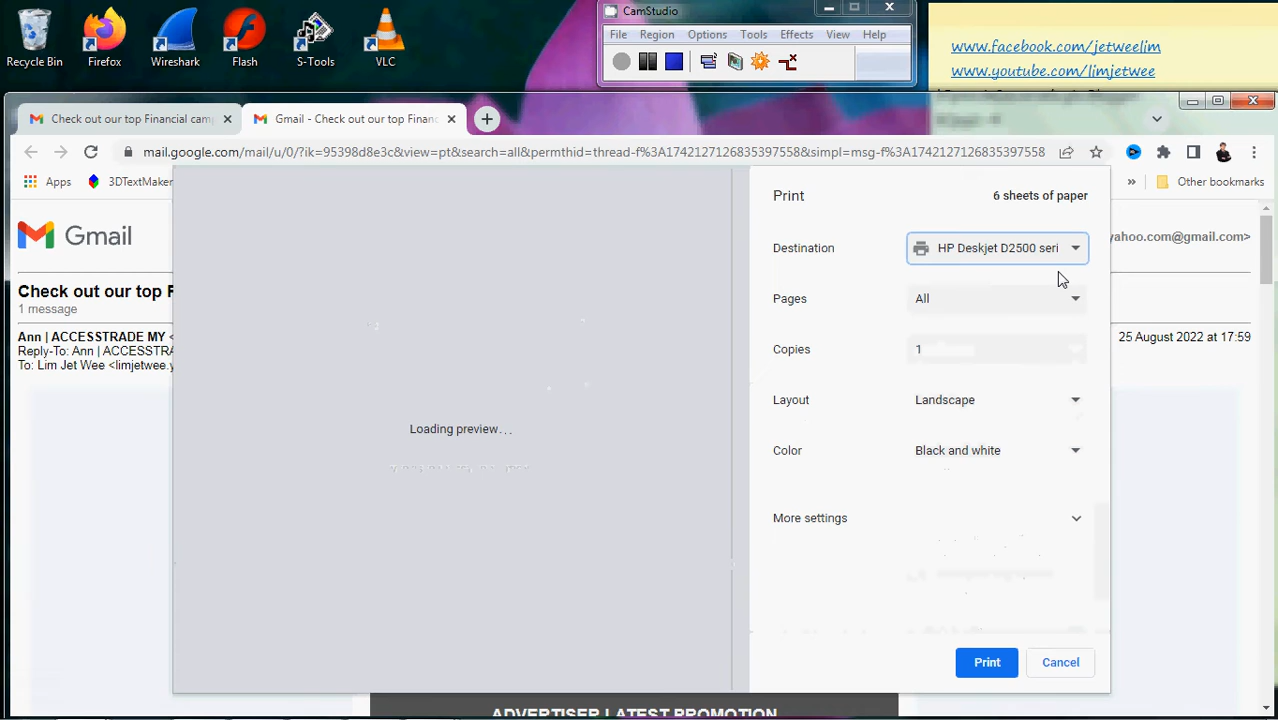 CamStudio
File Region Options Tools Effects View Help
www.facebook.com/jetweelim
www.youtube.com/limjetwee
Recycle Bin
Firefox
Wireshark
Flash
S-Tools
VLC
Check out our top Financial cam
Gmail - Check out our top Financ
mail.google.com/mail/u/0/?ik=95398d8e3c&view=pt&search=all&permthid=thread-f%3A1742127126835397558&simpl=msg-f%3A1742127126835397558
Apps
3DTextMaker
»
Other bookmarks
Gmail
yahoo.com@gmail.com>
Check out our top F
1 message
Ann | ACCESSTRADE MY <
25 August 2022 at 17:59
Reply-To: Ann | ACCESSTRA
To: Lim Jet Wee <limjetwee.y
Loading preview...
Print
6 sheets of paper
Destination
HP Deskjet D2500 seri
Pages
All
Copies
1
Layout
Landscape
Color
Black and white
More settings
Print
Cancel
ADVERTISER LATEST PROMOTION